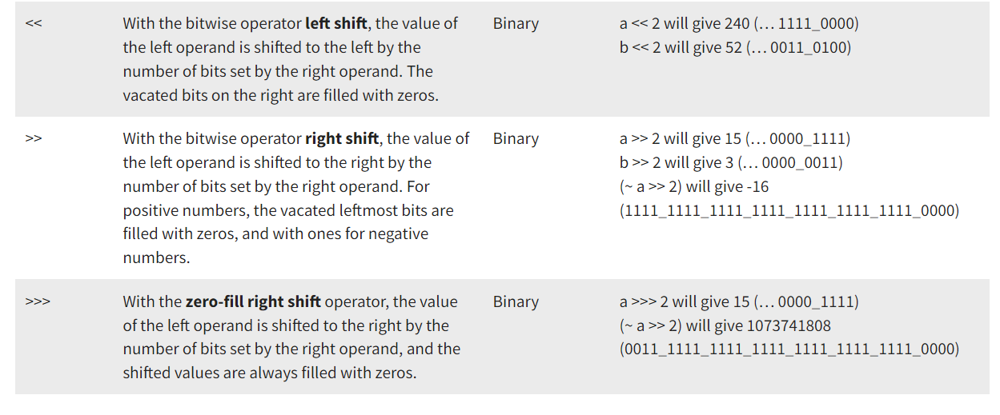 <<
With the bitwise operator left shift, the value of
the left operand is shifted to the left by the
number of bits set by the right operand. The
vacated bits on the right are filled with zeros.
Binary
a << 2 will give 240 (... 1111_0000)
b << 2 will give 52 (... 0011_0100)
>>
With the bitwise operator right shift, the value of
the left operand is shifted to the right by the
number of bits set by the right operand. For
positive numbers, the vacated leftmost bits are
filled with zeros, and with ones for negative
numbers.
Binary
a >> 2 will give 15 (... 0000_1111)
b >> 2 will give 3 (... 0000_0011)
(~ a >> 2) will give -16
(1111_1111_1111_1111_1111_1111_1111_0000)
>>>
With the zero-fill right shift operator, the value
of the left operand is shifted to the right by the
number of bits set by the right operand, and the
shifted values are always filled with zeros.
Binary
a >>> 2 will give 15 (... 0000_1111)
(~ a >> 2) will give 1073741808
(0011_1111_1111_1111_1111_1111_1111_0000)